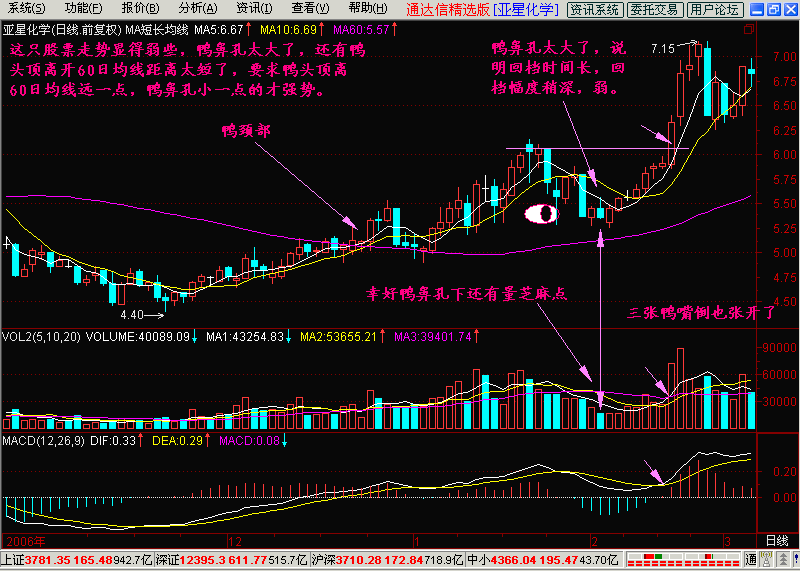 系统(S) 功能(F) 报价(B) 分析(A) 资讯(I) 查看(V) 帮助(H) 通达信精选版 [亚星化学] 资讯系统 委托交易 用户论坛
亚星化学(日线.前复权) MA短长均线 MA5:6.67↑ MA10:6.69↑ MA60:5.57↑
这只股票走势显得弱些，鸭鼻孔太大了，还有鸭
头顶离开60日均线距离太短了，要求鸭头顶离
60日均线远一点，鸭鼻孔小一点的才强势。
鸭鼻孔太大了，说
明回档时间长，回
档幅度稍深，弱。
7.15
鸭颈部
4.40
幸好鸭鼻孔下还有量芝麻点
三张鸭嘴倒也张开了
7.00
6.75
6.50
6.25
6.00
5.75
5.50
5.25
5.00
4.75
4.50
VOL2(5,10,20) VOLUME:40089.09↓ MA1:43254.83↓ MA2:53655.21↑ MA3:39401.74↑
90000
60000
30000
MACD(12,26,9) DIF:0.33↑ DEA:0.29↑ MACD:0.08↓
0.20
0.00
2006年 12 1 2 3 日线
上证3781.35 165.48 942.7亿 深证12395.3 611.77 515.7亿 沪深3710.28 172.84 718.9亿 中小4366.04 195.47 43.70亿 通